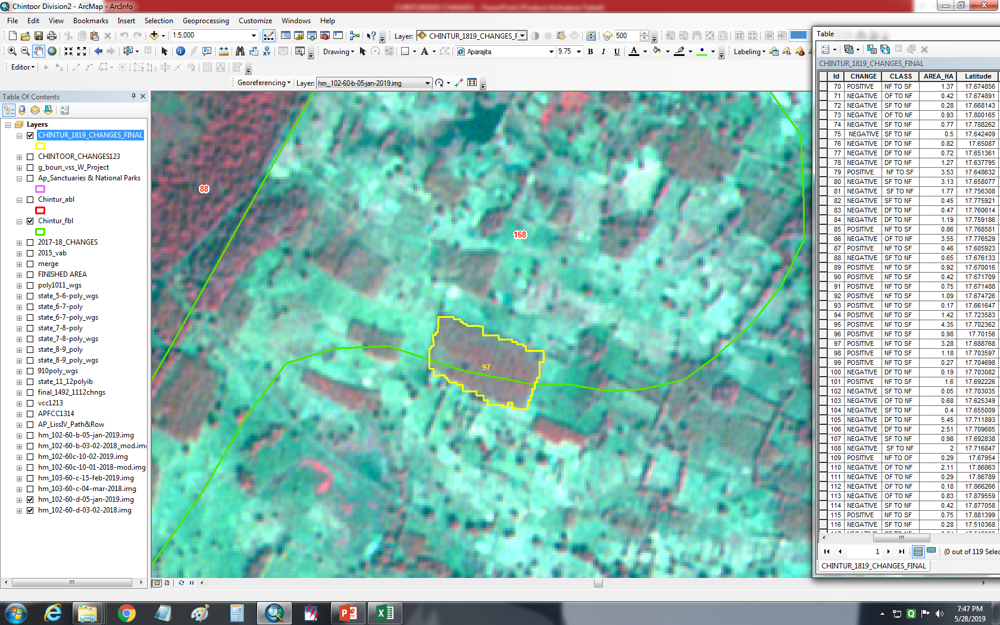 Chintoor Division2 - ArcMap - ArcInfo
File Edit View Bookmarks Insert Selection Geoprocessing Customize Windows Help
1:5,000
Layer: CHINTUR_1819_CHANGES_F
500
100%
Drawing
Aparajita
9.75
B I U A
Labeling
Editor
Georeferencing Layer: hm_102-60-b-05-jan-2019.img
Table Of Contents
Layers
CHINTUR_1819_CHANGES_FINAL
CHINTOOR_CHANGES123
g_boun_vss_W_Project
Ap_Sanctuaries & National Parks
Chintur_abl
Chintur_fbl
2017-18_CHANGES
2015_vab
merge
FINISHED AREA
poly1011_wgs
state_5-6-poly_wgs
state_6-7-poly
state_6-7-poly_wgs
state_7-8-poly
state_7-8-poly_wgs
state_8-9_poly
state_8-9_poly_wgs
910poly_wgs
state_11_12polyib
final_1492_1112chngs
vcc1213
APFCC1314
AP_LissIV_Path&Row
hm_102-60-b-05-jan-2019.img
hm_102-60-b-03-02-2018_mod.im
hm_102-60c-10-02-2019.img
hm_102-60c-10-01-2018-mod.img
hm_103-60-c-15-feb-2019.img
hm_103-60-c-04-mar-2018.img
hm_102-60-d-05-jan-2019.img
hm_102-60-d-03-02-2018.img
88
168
97
Table
CHINTUR_1819_CHANGES_FINAL
Id CHANGE CLASS AREA_HA Latitude
70 POSITIVE NF TO SF 1.37 17.674856
71 NEGATIVE OF TO NF 0.42 17.674891
72 NEGATIVE SF TO NF 0.28 17.668143
73 NEGATIVE OF TO NF 0.93 17.800165
74 NEGATIVE SF TO NF 0.77 17.788262
75 NEGATIVE SF TO NF 0.5 17.642409
76 NEGATIVE DF TO NF 0.82 17.65087
77 NEGATIVE DF TO NF 0.72 17.651361
78 NEGATIVE DF TO NF 1.27 17.637795
79 POSITIVE NF TO SF 3.53 17.648632
80 NEGATIVE SF TO NF 3.13 17.658077
81 NEGATIVE SF TO NF 1.77 17.756308
82 NEGATIVE SF TO NF 0.45 17.775921
83 NEGATIVE DF TO NF 0.47 17.760614
84 NEGATIVE DF TO NF 1.19 17.759186
85 POSITIVE NF TO SF 0.86 17.768581
86 NEGATIVE OF TO NF 3.55 17.776529
87 POSITIVE NF TO SF 0.46 17.605923
88 NEGATIVE SF TO NF 0.65 17.676133
89 POSITIVE NF TO SF 0.92 17.670016
90 POSITIVE NF TO SF 0.42 17.671709
91 POSITIVE NF TO SF 0.75 17.671488
92 POSITIVE NF TO SF 1.09 17.674726
93 POSITIVE NF TO SF 0.17 17.661647
94 POSITIVE NF TO SF 1.42 17.723583
95 POSITIVE NF TO SF 4.35 17.702362
96 POSITIVE NF TO SF 0.98 17.70156
97 POSITIVE NF TO SF 3.28 17.688768
98 POSITIVE NF TO SF 1.18 17.703597
99 POSITIVE NF TO SF 0.27 17.704698
100 NEGATIVE DF TO NF 0.19 17.703082
101 POSITIVE NF TO SF 1.6 17.692226
102 NEGATIVE SF TO NF 0.05 17.703035
103 NEGATIVE OF TO NF 0.68 17.625349
104 NEGATIVE SF TO NF 0.4 17.655009
105 NEGATIVE DF TO NF 5.45 17.711893
106 NEGATIVE DF TO NF 2.51 17.709685
107 NEGATIVE SF TO NF 0.98 17.692838
108 NEGATIVE SF TO NF 2 17.716847
109 POSITIVE NF TO OF 0.29 17.67954
110 NEGATIVE OF TO NF 2.11 17.86863
111 NEGATIVE OF TO NF 0.29 17.86789
112 NEGATIVE OF TO NF 0.18 17.866266
113 NEGATIVE OF TO NF 0.83 17.879559
114 NEGATIVE SF TO NF 0.42 17.877058
115 POSITIVE NF TO SF 0.75 17.881399
116 NEGATIVE SF TO NF 0.28 17.510368
1
(0 out of 119 Selec
CHINTUR_1819_CHANGES_FINAL
7:47 PM
5/28/2019